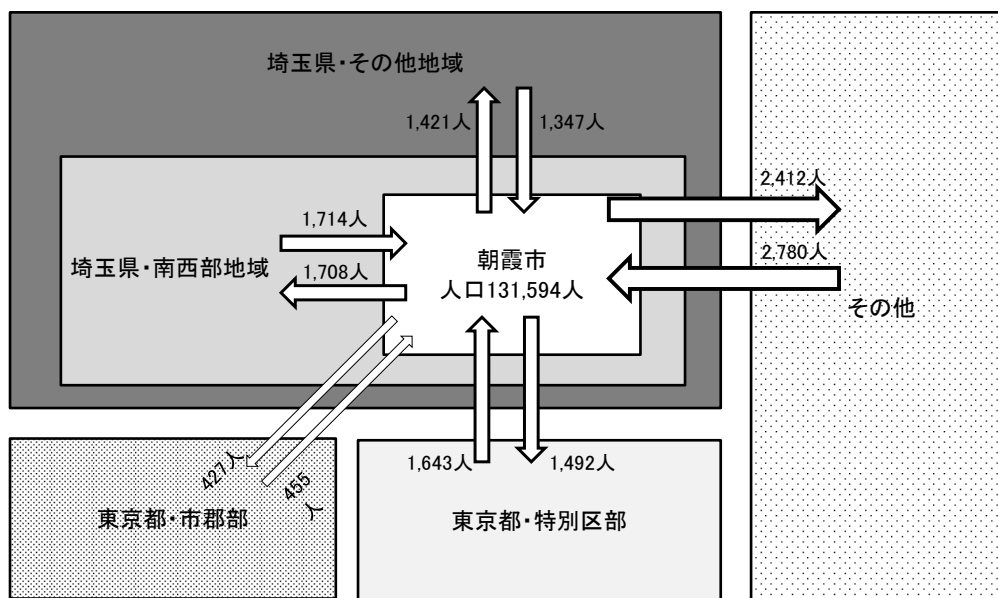 埼玉県・その他地域
1,421人
1,347人
2,412人
1,714人
埼玉県・南西部地域
1,708人
朝霞市
人口131,594人
2,780人
その他
427人
455人
1,643人
1,492人
東京都・市郡部
東京都・特別区部